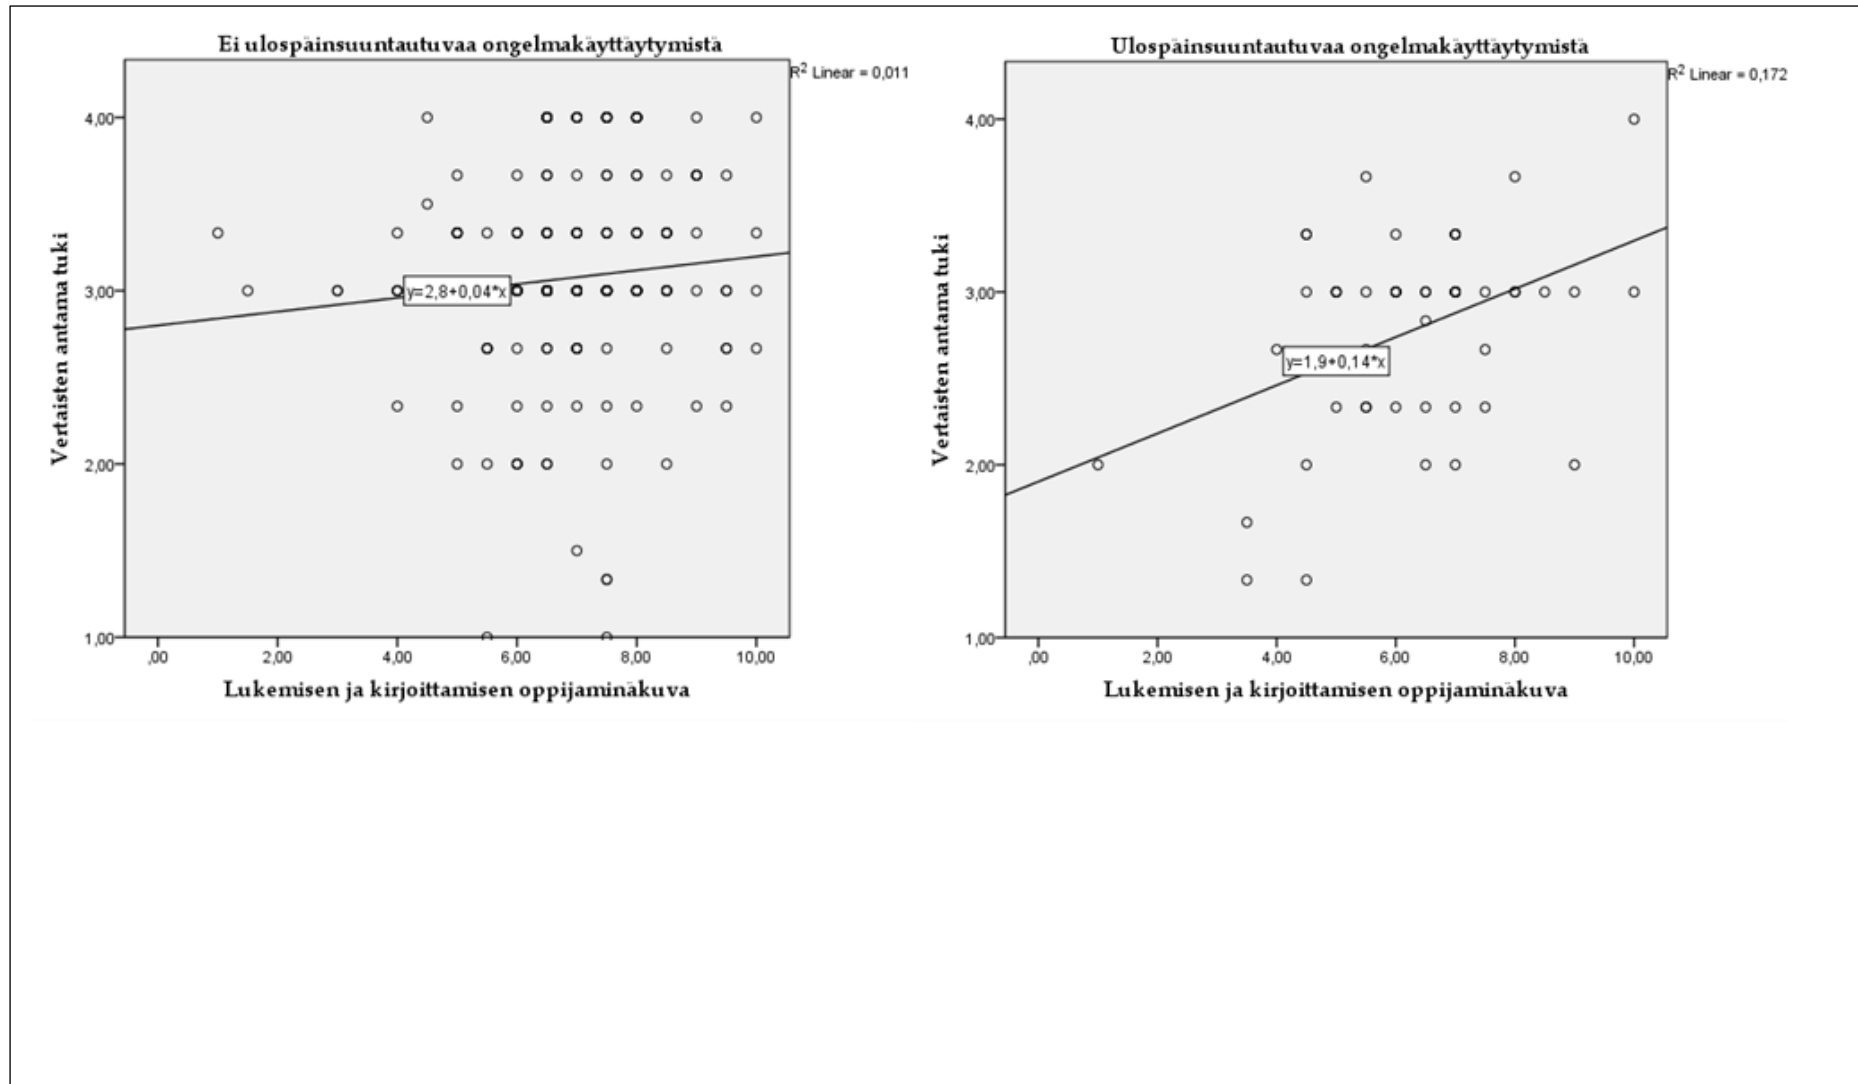 Ei ulospäinsuuntautuvaa ongelmakäyttäytymistä
R² Linear = 0,011
Vertaisten antama tuki
4,00
3,00
2,00
1,00
y=2,8+0,04*x
,00 2,00 4,00 6,00 8,00 10,00
Lukemisen ja kirjoittamisen oppijaminäkuva
Ulospäinsuuntautuvaa ongelmakäyttäytymistä
R² Linear = 0,172
Vertaisten antama tuki
4,00
3,00
2,00
1,00
y=1,9+0,14*x
,00 2,00 4,00 6,00 8,00 10,00
Lukemisen ja kirjoittamisen oppijaminäkuva